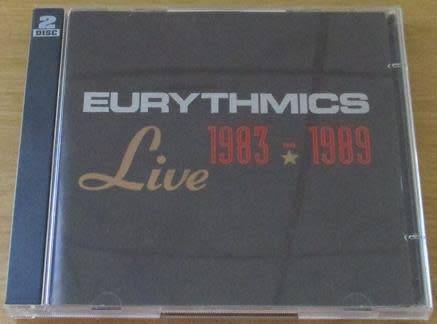 2
DISC
EURYTHMICS
Live 1983 - 1989